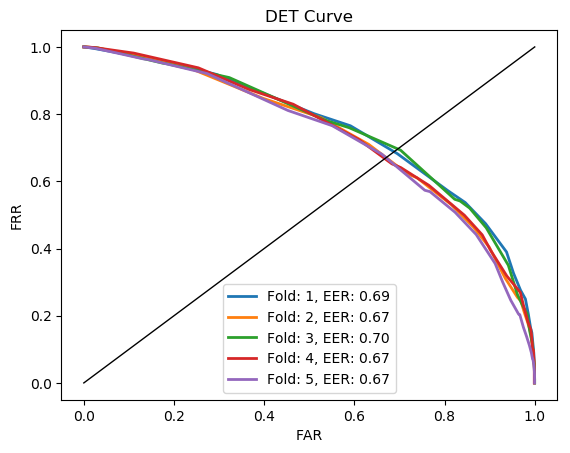 DET Curve
1.0
0.8
0.6
0.4
0.2
0.0
FRR
Fold: 1, EER: 0.69
Fold: 2, EER: 0.67
Fold: 3, EER: 0.70
Fold: 4, EER: 0.67
Fold: 5, EER: 0.67
0.0 0.2 0.4 0.6 0.8 1.0
FAR